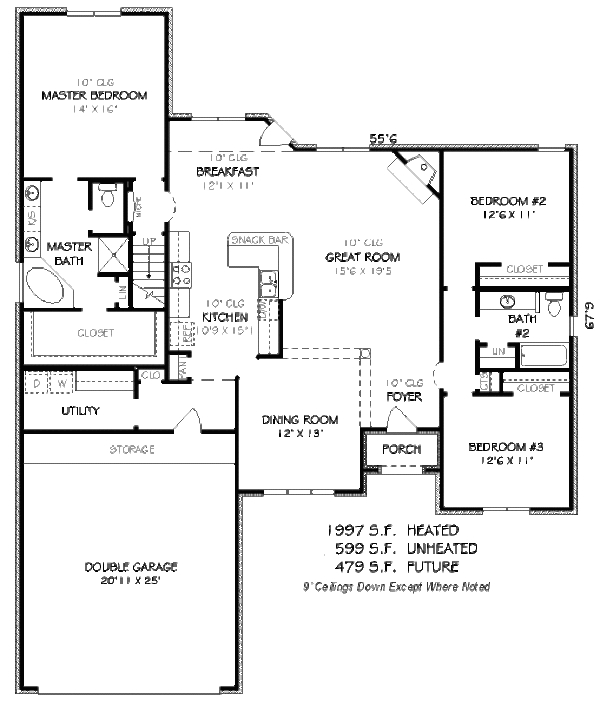 10' CLG
MASTER BEDROOM
14' X 16'
55'6
10' CLG
BREAKFAST
12'1 X 11'
BEDROOM #2
12'6 X 11'
K/S
NICHE
MASTER
BATH
UP
SNACK BAR
10' CLG
GREAT ROOM
15'6 X 19'5
CLOSET
LIN
10' CLG
KITCHEN
10'9 X 15'1
D/W
REF
67'9
BATH
#2
LIN
CLOSET
PAN
CLO
D
W
UTILITY
10' CLG
FOYER
CLOSET
DINING ROOM
12' X 13'
PORCH
BEDROOM #3
12'6 X 11'
STORAGE
DOUBLE GARAGE
20'11 X 25'
1997 S.F. HEATED
599 S.F. UNHEATED
479 S.F. FUTURE
9' Ceilings Down Except Where Noted